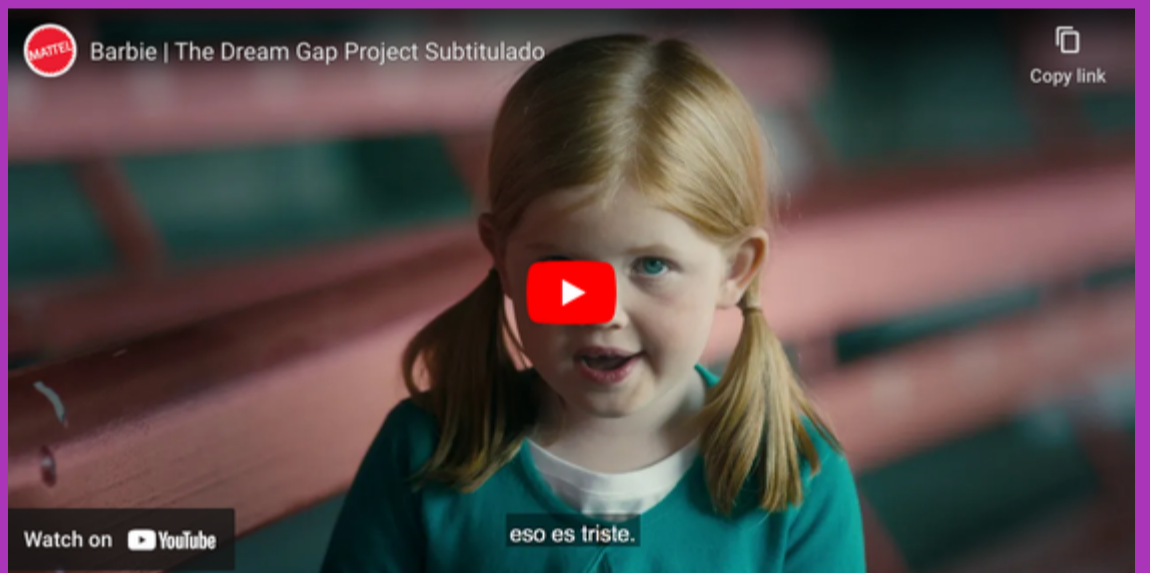 MATTEL
Barbie | The Dream Gap Project Subtitulado
Copy link
eso es triste.
Watch on YouTube